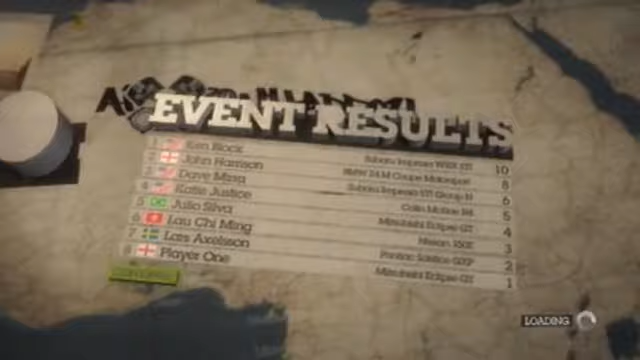 EVENT RESULTS
1 Ken Block Subaru Impreza WRX STI 10
2 John Harrison BMW Z4 M Coupe Motorsport 8
3 Dave Mirra Subaru Impreza STI Group N 6
4 Katie Justice Colin McRae R4 5
5 Julio Silva Mitsubishi Eclipse GT 4
6 Lau Chi Ming Nissan 350Z 3
7 Lars Axelsson Pontiac Solstice GXP 2
8 Player One Mitsubishi Eclipse GT 1
LOADING